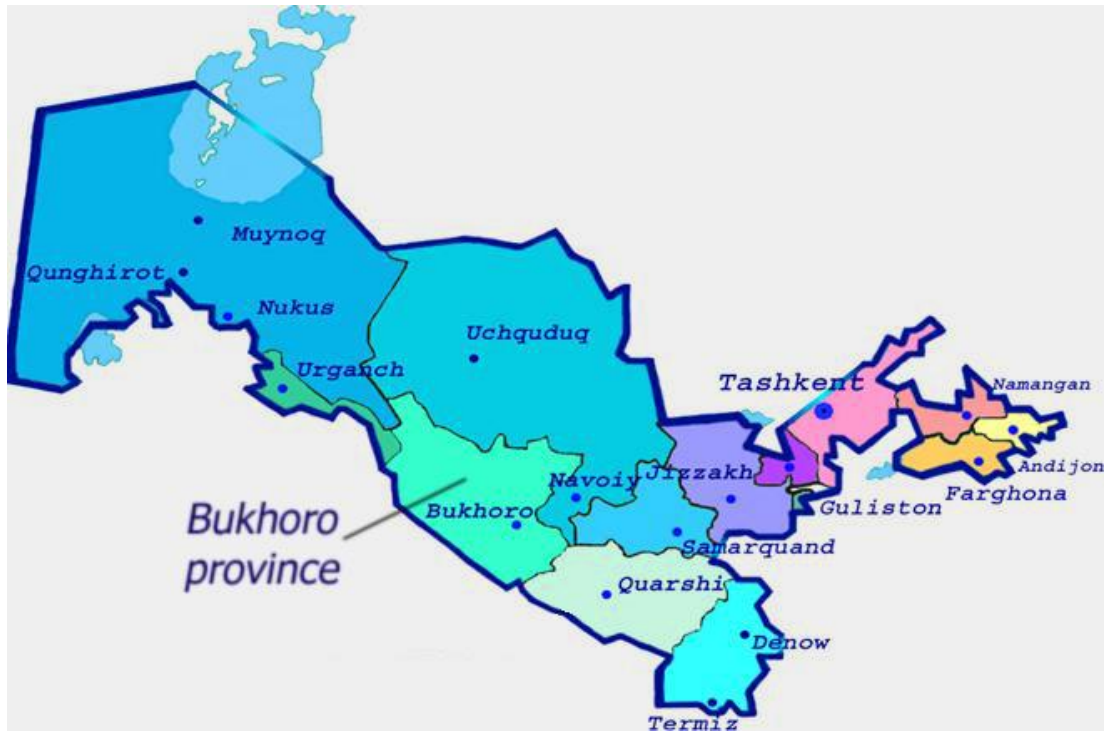 Muynoq
Qunghirot
Nukus
Uchquduq
Urganch
Tashkent
Namangan
Andijon
Farghona
Navoiy
Jizzakh
Guliston
Bukhoro
Bukhoro
province
Samarquand
Quarshi
Denow
Termiz